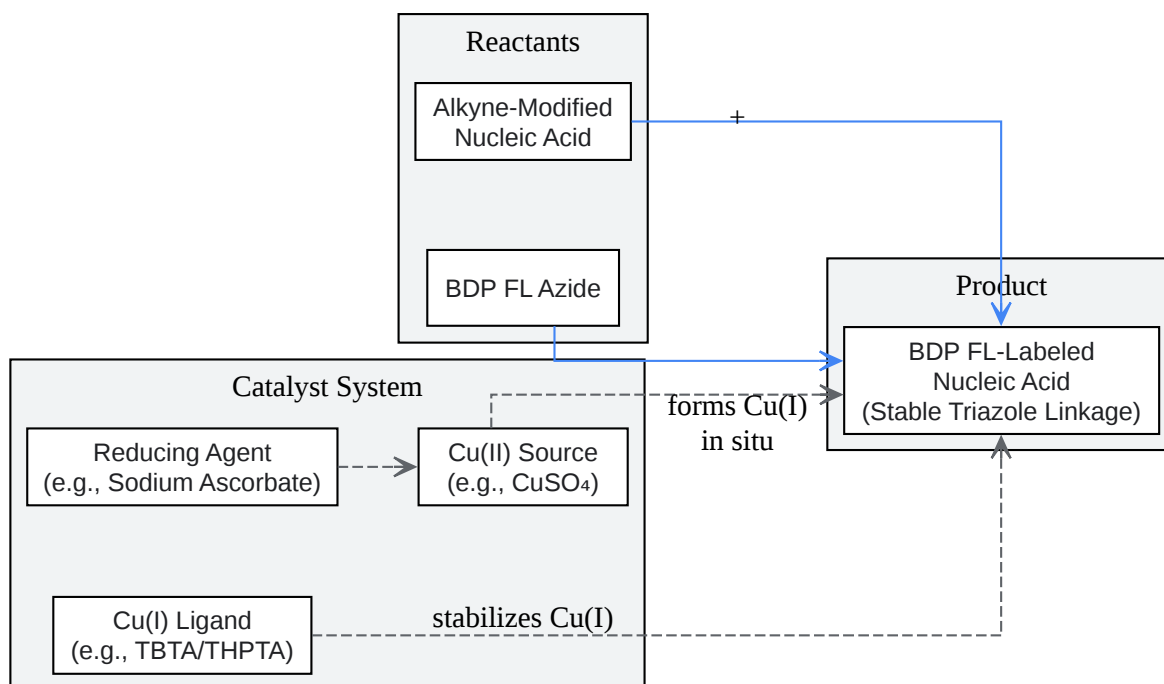 Reactants
Alkyne-Modified
Nucleic Acid
+
BDP FL Azide
Product
BDP FL-Labeled
Nucleic Acid
(Stable Triazole Linkage)
Catalyst System
forms Cu(I)
in situ
Reducing Agent
(e.g., Sodium Ascorbate)
Cu(II) Source
(e.g., CuSO₄)
Cu(I) Ligand
(e.g., TBTA/THPTA)
stabilizes Cu(I)